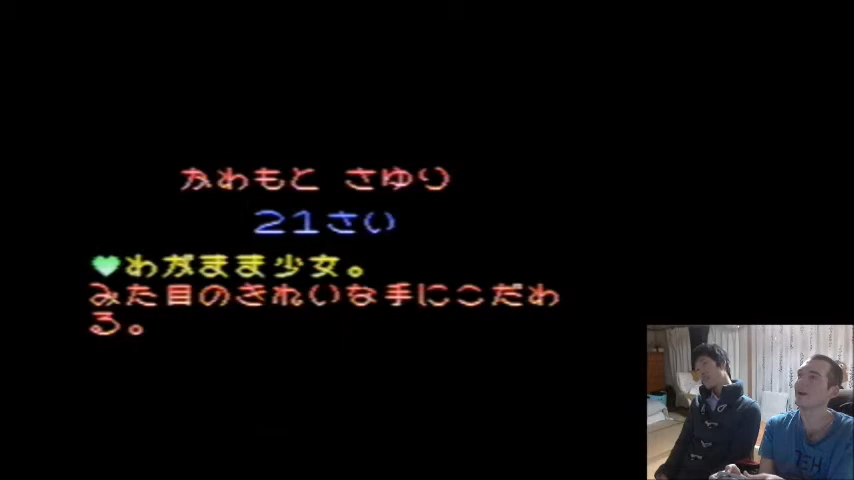 かわもと さゆり
21さい
♥わがまま少女。
みた目のきれいな手にこだわ
る。